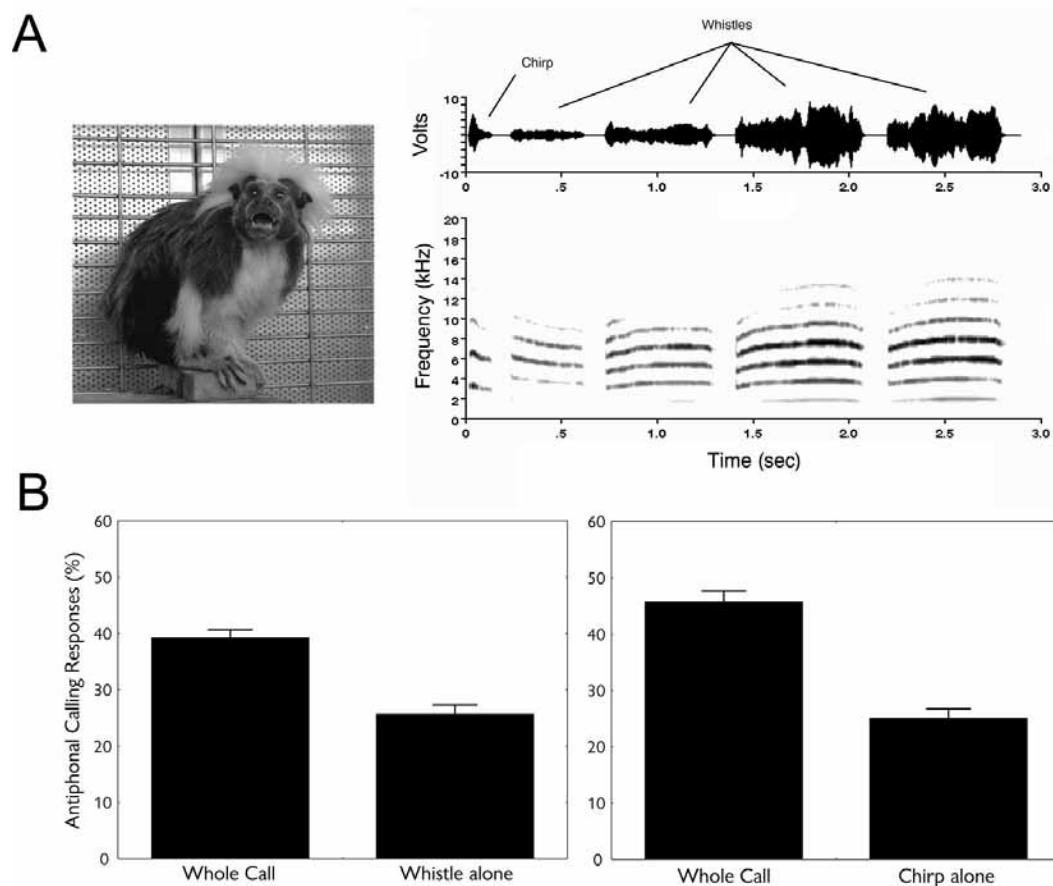 A
Whistles
Chirp
Volts
10
-10
0 .5 1.0 1.5 2.0 2.5 3.0
Frequency (kHz)
20
18
16
14
12
10
8
6
4
2
0
0 .5 1.0 1.5 2.0 2.5 3.0
Time (sec)
B
Antiphonal Calling Responses (%)
60
50
40
30
20
10
0
Whole Call Whistle alone
60
50
40
30
20
10
0
Whole Call Chirp alone